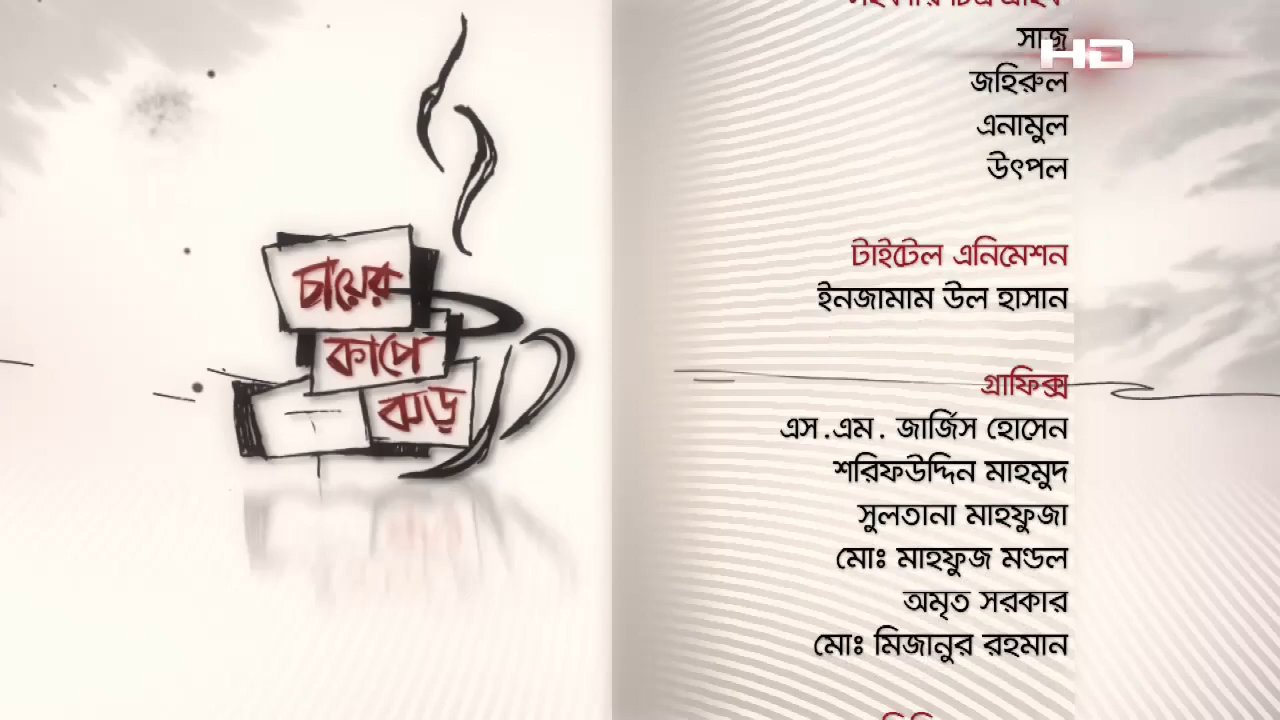 চায়ের
কাপে
ঝড়
HD
সাজু
জহিরুল
এনামুল
উৎপল
টাইটেল এনিমেশন
ইনজামাম উল হাসান
গ্রাফিক্স
এস.এম. জার্জিস হোসেন
শরিফউদ্দিন মাহমুদ
সুলতানা মাহফুজা
মোঃ মাহফুজ মণ্ডল
অমৃত সরকার
মোঃ মিজানুর রহমান